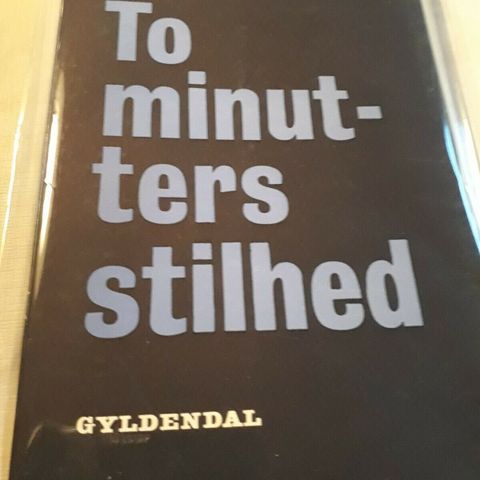 To
minut-
ters
stilhed
GYLDENDAL